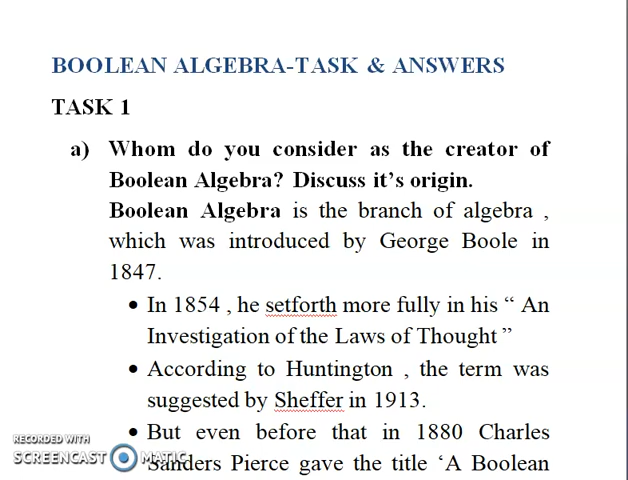 BOOLEAN ALGEBRA-TASK & ANSWERS
TASK 1
a) Whom do you consider as the creator of
Boolean Algebra? Discuss it's origin.
Boolean Algebra is the branch of algebra ,
which was introduced by George Boole in
1847.
• In 1854 , he setforth more fully in his “ An
Investigation of the Laws of Thought ”
• According to Huntington , the term was
suggested by Sheffer in 1913.
• But even before that in 1880 Charles
Sanders Pierce gave the title ‘A Boolean
RECORDED WITH
SCREENCAST MATIC